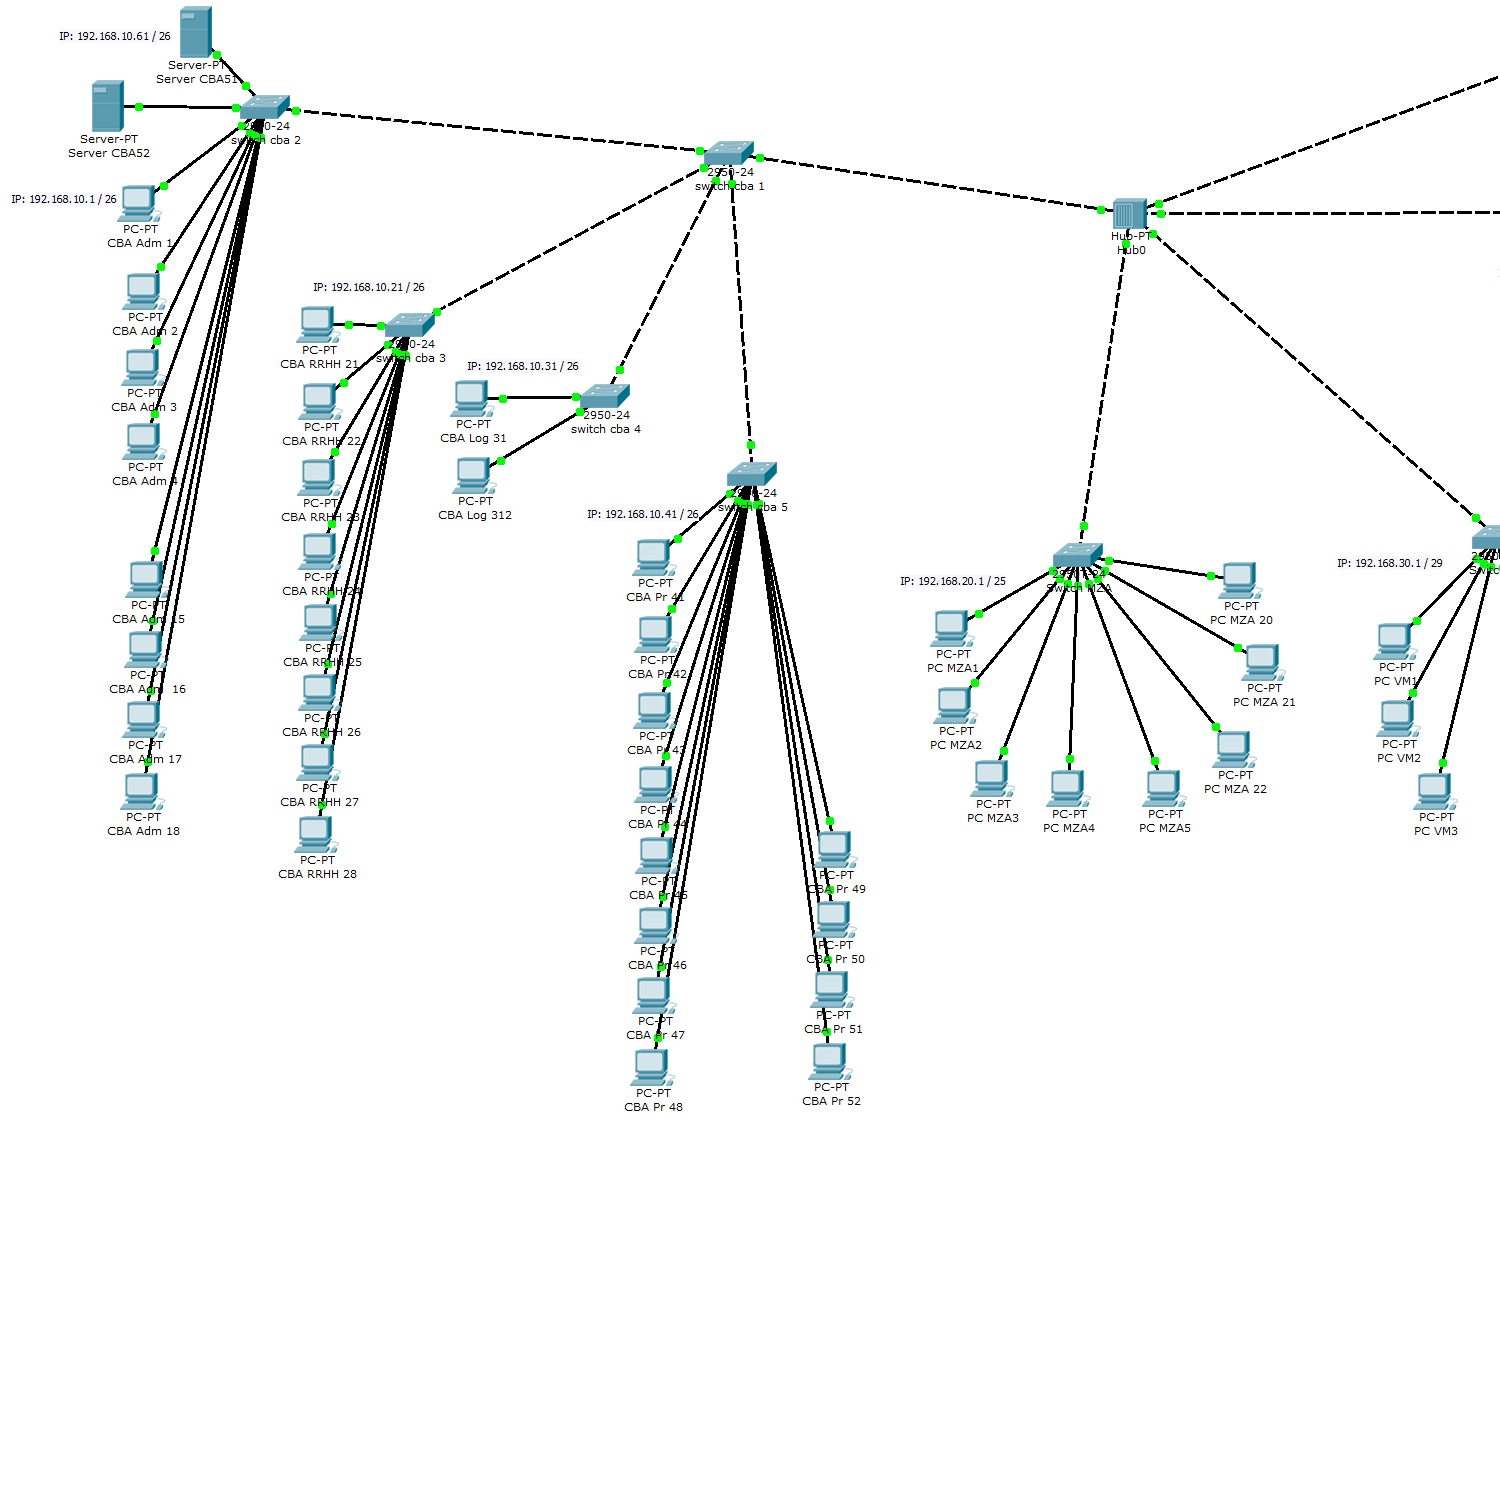 IP: 192.168.10.61 / 26
Server-PT
Server CBA51
Server-PT
Server CBA52
2950-24
switch cba 2
IP: 192.168.10.1 / 26
PC-PT
CBA Adm 1
PC-PT
CBA Adm 2
PC-PT
CBA Adm 3
PC-PT
CBA Adm 4
PC-PT
CBA Adm 15
PC-PT
CBA Adm 16
PC-PT
CBA Adm 17
PC-PT
CBA Adm 18
2950-24
switch cba 1
IP: 192.168.10.21 / 26
2950-24
switch cba 3
PC-PT
CBA RRHH 21
PC-PT
CBA RRHH 22
PC-PT
CBA RRHH 23
PC-PT
CBA RRHH 24
PC-PT
CBA RRHH 25
PC-PT
CBA RRHH 26
PC-PT
CBA RRHH 27
PC-PT
CBA RRHH 28
IP: 192.168.10.31 / 26
2950-24
switch cba 4
PC-PT
CBA Log 31
PC-PT
CBA Log 312
2950-24
switch cba 5
IP: 192.168.10.41 / 26
PC-PT
CBA Pr 41
PC-PT
CBA Pr 42
PC-PT
CBA Pr 43
PC-PT
CBA Pr 44
PC-PT
CBA Pr 45
PC-PT
CBA Pr 46
PC-PT
CBA Pr 47
PC-PT
CBA Pr 48
PC-PT
CBA Pr 49
PC-PT
CBA Pr 50
PC-PT
CBA Pr 51
PC-PT
CBA Pr 52
Hub-PT
Hub0
2950-24
Switch MZA
IP: 192.168.20.1 / 25
PC-PT
PC MZA1
PC-PT
PC MZA2
PC-PT
PC MZA3
PC-PT
PC MZA4
PC-PT
PC MZA5
PC-PT
PC MZA 20
PC-PT
PC MZA 21
PC-PT
PC MZA 22
IP: 192.168.30.1 / 29
PC-PT
PC VM1
PC-PT
PC VM2
PC-PT
PC VM3